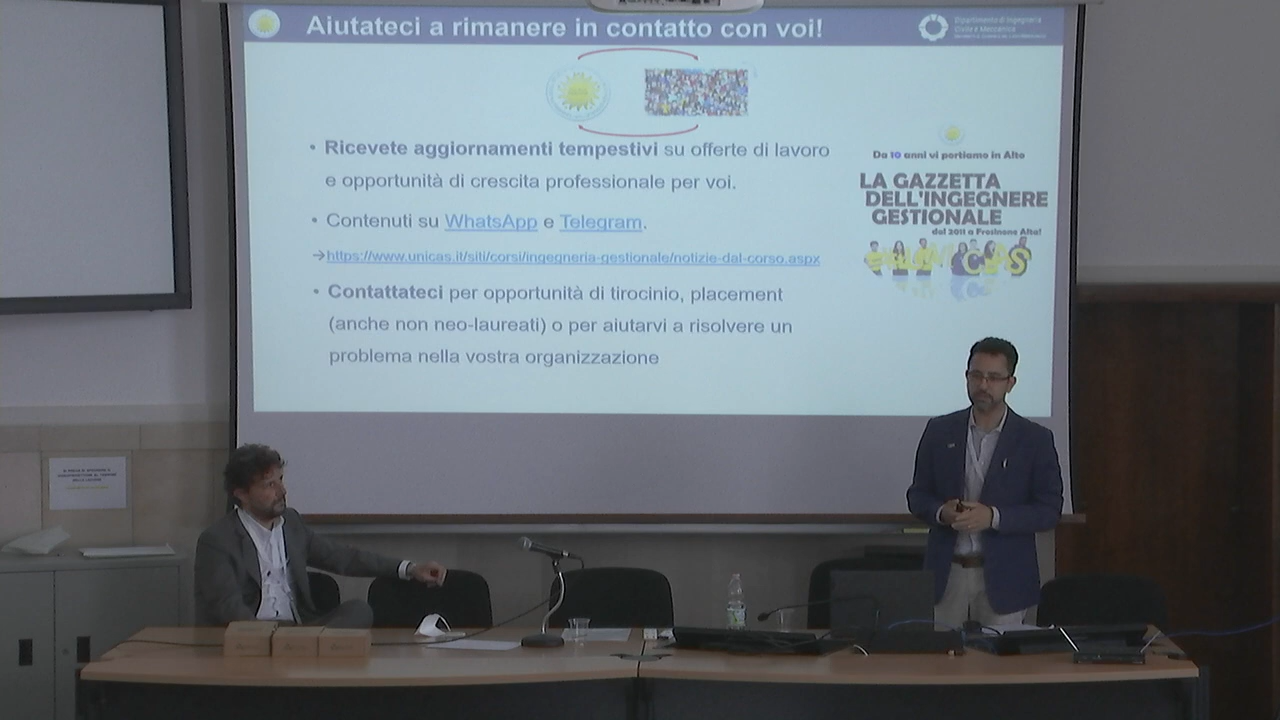 Aiutateci a rimanere in contatto con voi!
Dipartimento di Ingegneria
Civile e Meccanica
• Ricevete aggiornamenti tempestivi su offerte di lavoro
e opportunità di crescita professionale per voi.
• Contenuti su WhatsApp e Telegram.
→https://www.unicas.it/siti/corsi/ingegneria-gestionale/notizie-dal-corso.aspx
• Contattateci per opportunità di tirocinio, placement
(anche non neo-laureati) o per aiutarvi a risolvere un
problema nella vostra organizzazione
Da 10 anni vi portiamo in Alto
LA GAZZETTA
DELL'INGEGNERE
GESTIONALE
dal 2011 a Frosinone Alta!